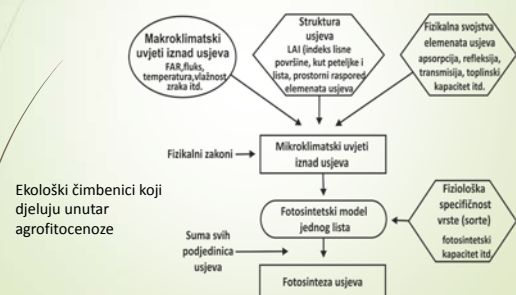 Makroklimatski
uvjeti iznad usjeva
FAR,fluks,
temperatura,vlažnost
zraka itd.
Struktura
usjeva
LAI (indeks lisne
površine, kut peteljke i
lista, prostorni raspored
elemenata usjeva
Fizikalna svojstva
elemenata usjeva
apsorpcija, refleksija,
transmisija, toplinski
kapacitet itd.
Fizikalni zakoni
Mikroklimatski uvjeti
iznad usjeva
Ekološki čimbenici koji
djeluju unutar
agrofitocenoze
Fotosintetski model
jednog lista
Fiziološka
specifičnost
vrste (sorte)
fotosintetski
kapacitet itd.
Suma svih
podjedinica
usjeva
Fotosinteza usjeva